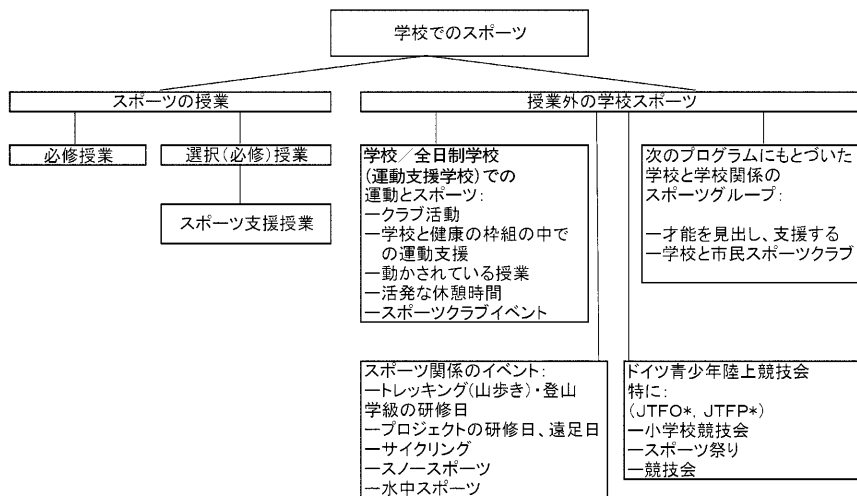 学校でのスポーツ
スポーツの授業
授業外の学校スポーツ
必修授業
選択(必修)授業
スポーツ支援授業
学校／全日制学校
(運動支援学校)での
運動とスポーツ:
ークラブ活動
ー学校と健康の枠組の中で
の運動支援
ー動かされている授業
ー活発な休憩時間
ースポーツクラブイベント
次のプログラムにもとづいた
学校と学校関係の
スポーツグループ:
ー才能を見出し、支援する
ー学校と市民スポーツクラブ
スポーツ関係のイベント:
ートレッキング(山歩き)・登山
学級の研修日
ープロジェクトの研修日、遠足日
ーサイクリング
ースノースポーツ
ー水中スポーツ
ドイツ青少年陸上競技会
特に:
(JTFO*, JTFP*)
ー小学校競技会
ースポーツ祭り
ー競技会